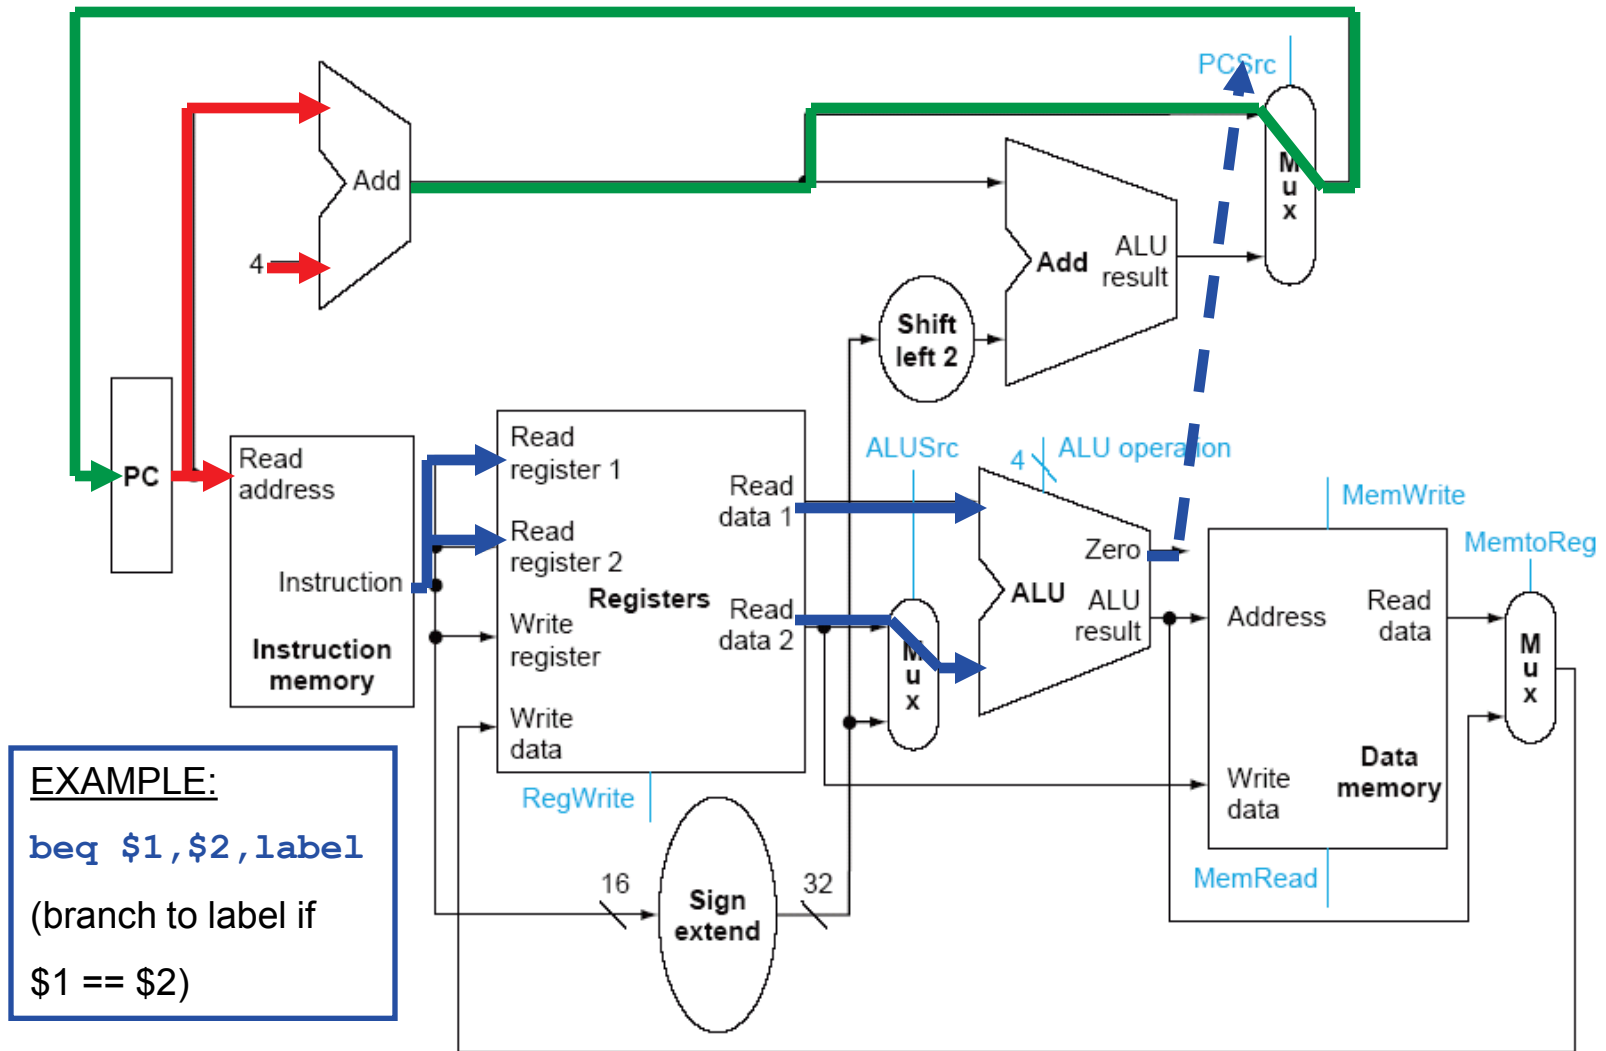 PCSrc
Add
M
u
x
4
Add
ALU
result
Shift
left 2
PC
Read
address
Instruction
Instruction
memory
Read
register 1
Read
register 2
Write
register
Write
data
Registers
Read
data 1
Read
data 2
RegWrite
ALUSrc
M
u
x
4
ALU operation
Zero
ALU
ALU
result
MemWrite
Address
Read
data
Write
data
Data
memory
MemRead
MemtoReg
M
u
x
16
Sign
extend
32
EXAMPLE:
beq $1,$2,label
(branch to label if
$1 == $2)